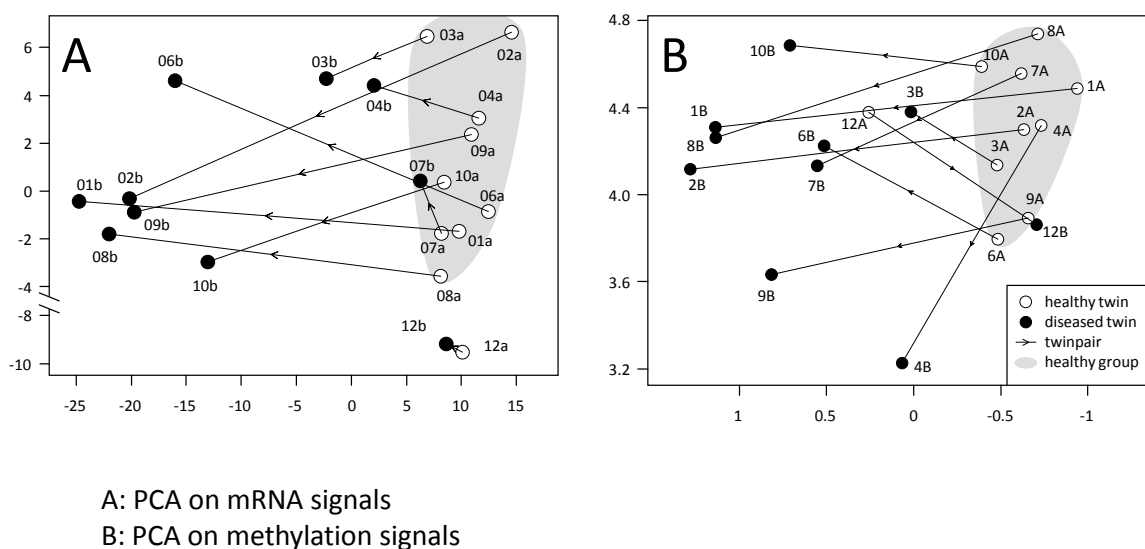 A
6
4
2
0
-2
-4
-8
-10
-25 -20 -15 -10 -5 0 5 10 15
03a
02a
03b
06b
04b
04a
09a
07b
10a
01b
02b
06a
09b
07a
01a
08b
10b
08a
12b
12a
B
4.8
4.4
4.0
3.6
3.2
1 0.5 0 -0.5 -1
8A
10B
10A
7A
1A
3B
1B
12A
2A
4A
6B
8B
3A
2B
7B
9A
12B
6A
9B
4B
healthy twin
diseased twin
twinpair
healthy group
A: PCA on mRNA signals
B: PCA on methylation signals